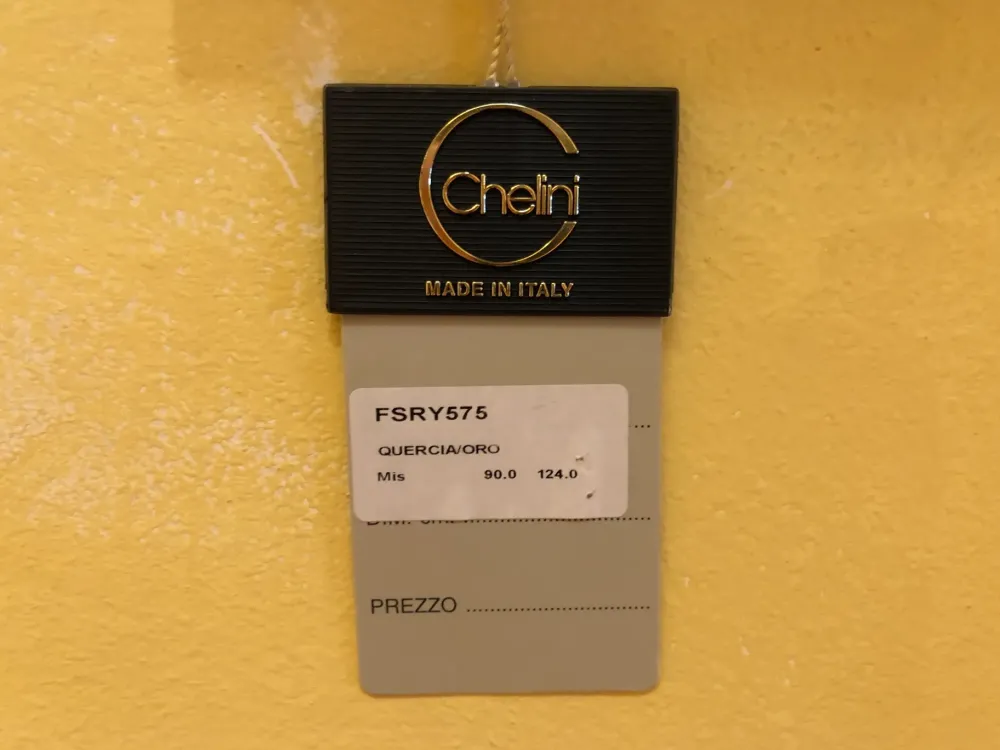 Chelini
MADE IN ITALY
FSRY575
QUERCIA/ORO
Mis 90.0 124.0
PREZZO ........................................